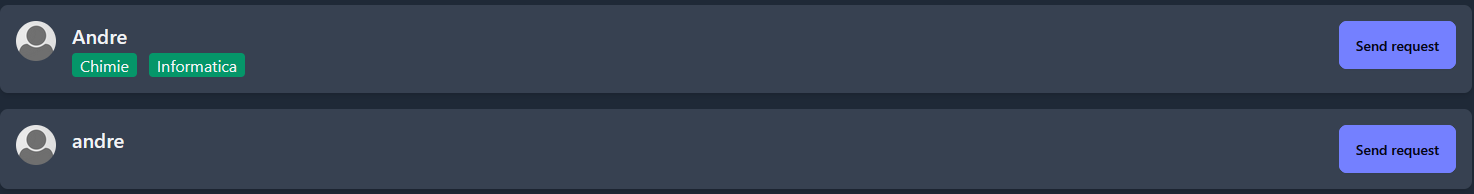 Andre
Send request
Chimie Informatica
andre
Send request